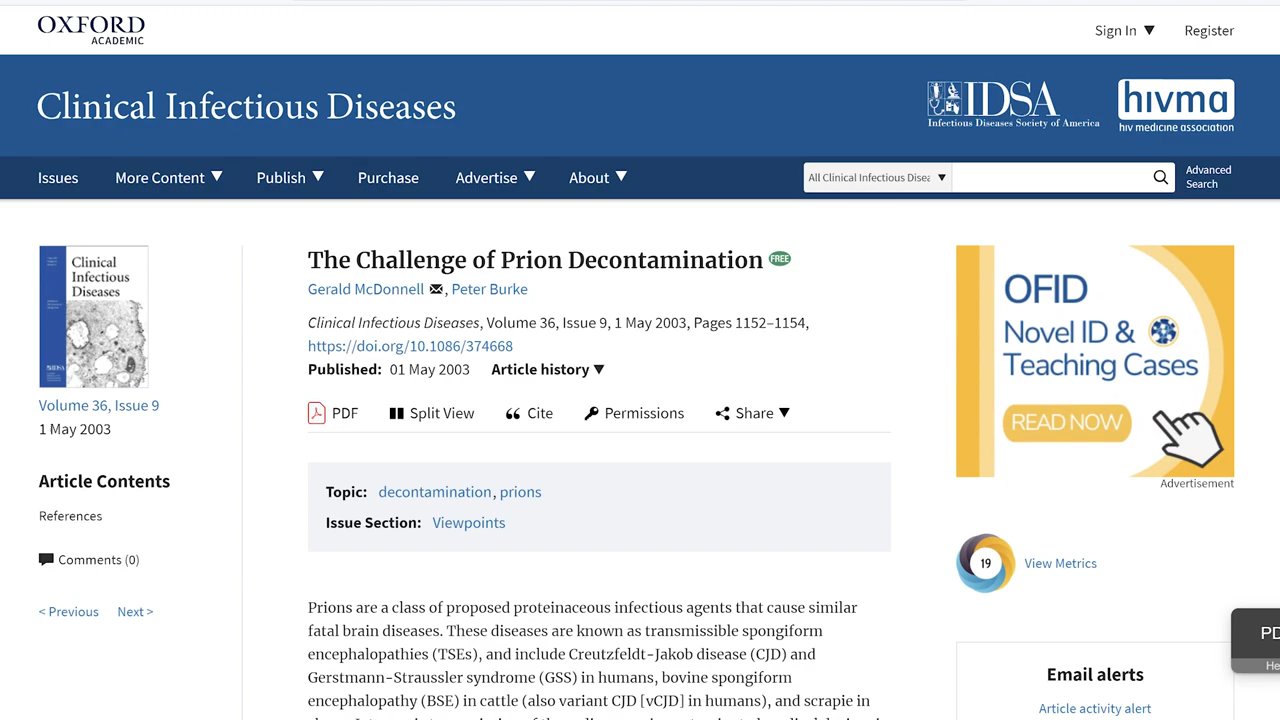 OXFORD
ACADEMIC
Sign In
Register
Clinical Infectious Diseases
IDSA
Infectious Diseases Society of America
hivma
hiv medicine association
Issues
More Content
Publish
Purchase
Advertise
About
All Clinical Infectious Disea
Advanced
Search
Clinical
Infectious
Diseases
Volume 36, Issue 9
1 May 2003
Article Contents
References
Comments (0)
< Previous
Next >
The Challenge of Prion Decontamination FREE
Gerald McDonnell, Peter Burke
Clinical Infectious Diseases, Volume 36, Issue 9, 1 May 2003, Pages 1152–1154,
https://doi.org/10.1086/374668
Published: 01 May 2003 Article history
PDF
Split View
Cite
Permissions
Share
Topic: decontamination, prions
Issue Section: Viewpoints
Prions are a class of proposed proteinaceous infectious agents that cause similar
fatal brain diseases. These diseases are known as transmissible spongiform
encephalopathies (TSEs), and include Creutzfeldt-Jakob disease (CJD) and
Gerstmann-Straussler syndrome (GSS) in humans, bovine spongiform
encephalopathy (BSE) in cattle (also variant CJD [vCJD] in humans), and scrapie in
OFID
Novel ID &
Teaching Cases
READ NOW
Advertisement
19
View Metrics
Email alerts
Article activity alert